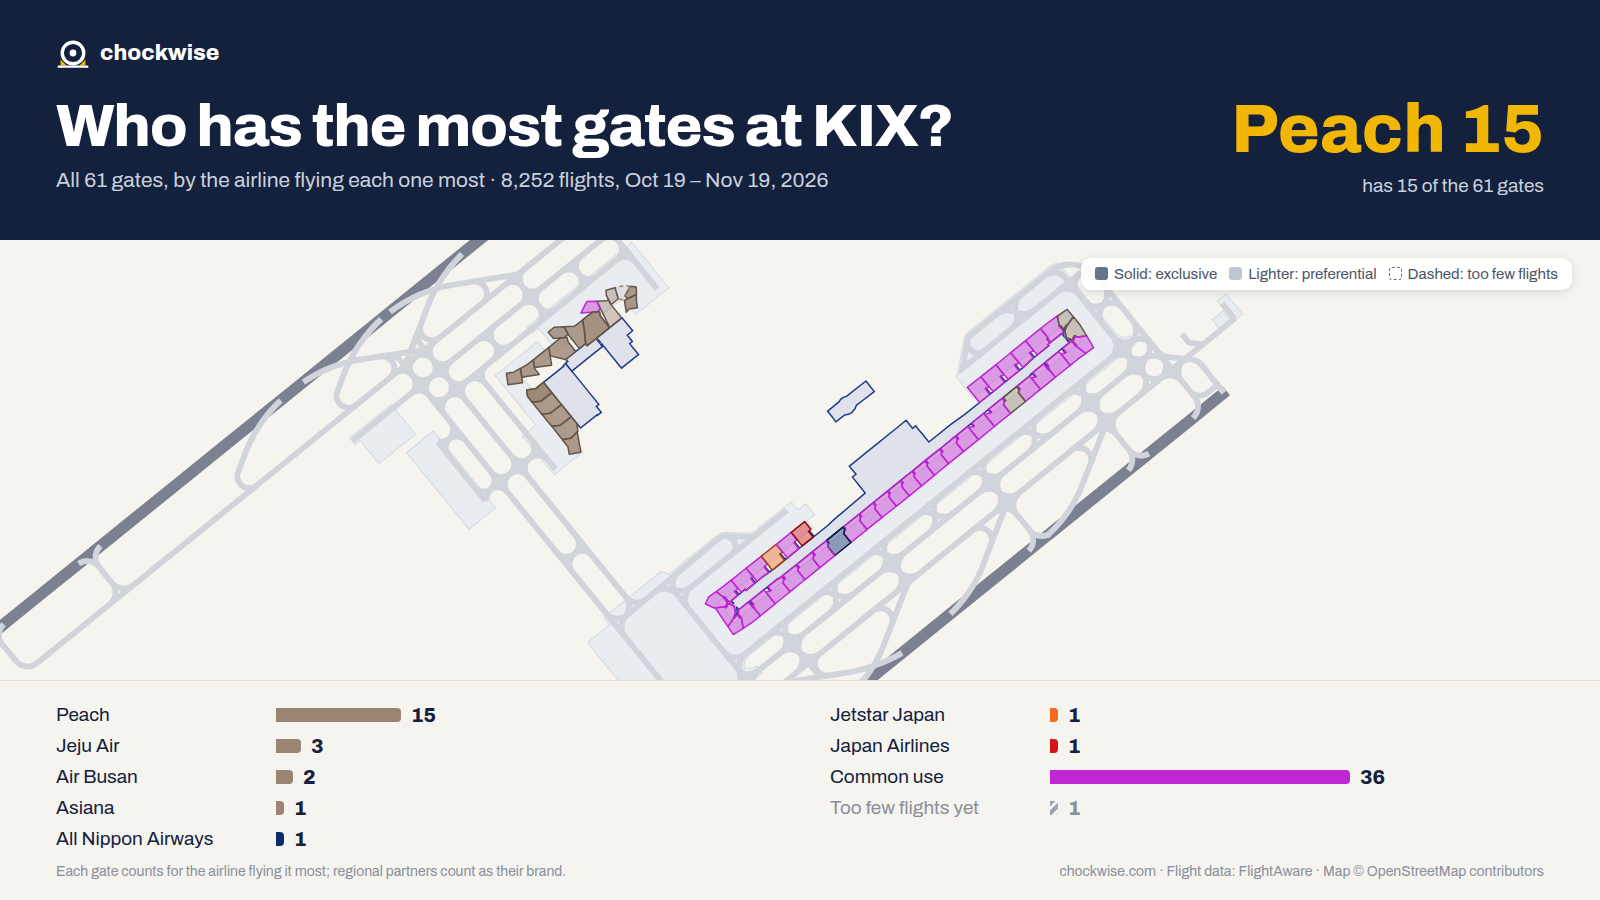 chockwise
Who has the most gates at KIX?
All 61 gates, by the airline flying each one most · 8,252 flights, Oct 19 – Nov 19, 2026
Peach 15
has 15 of the 61 gates
Solid: exclusive Lighter: preferential Dashed: too few flights
Peach 15
Jeju Air 3
Air Busan 2
Asiana 1
All Nippon Airways 1
Jetstar Japan 1
Japan Airlines 1
Common use 36
Too few flights yet 1
Each gate counts for the airline flying it most; regional partners count as their brand.
chockwise.com · Flight data: FlightAware · Map © OpenStreetMap contributors